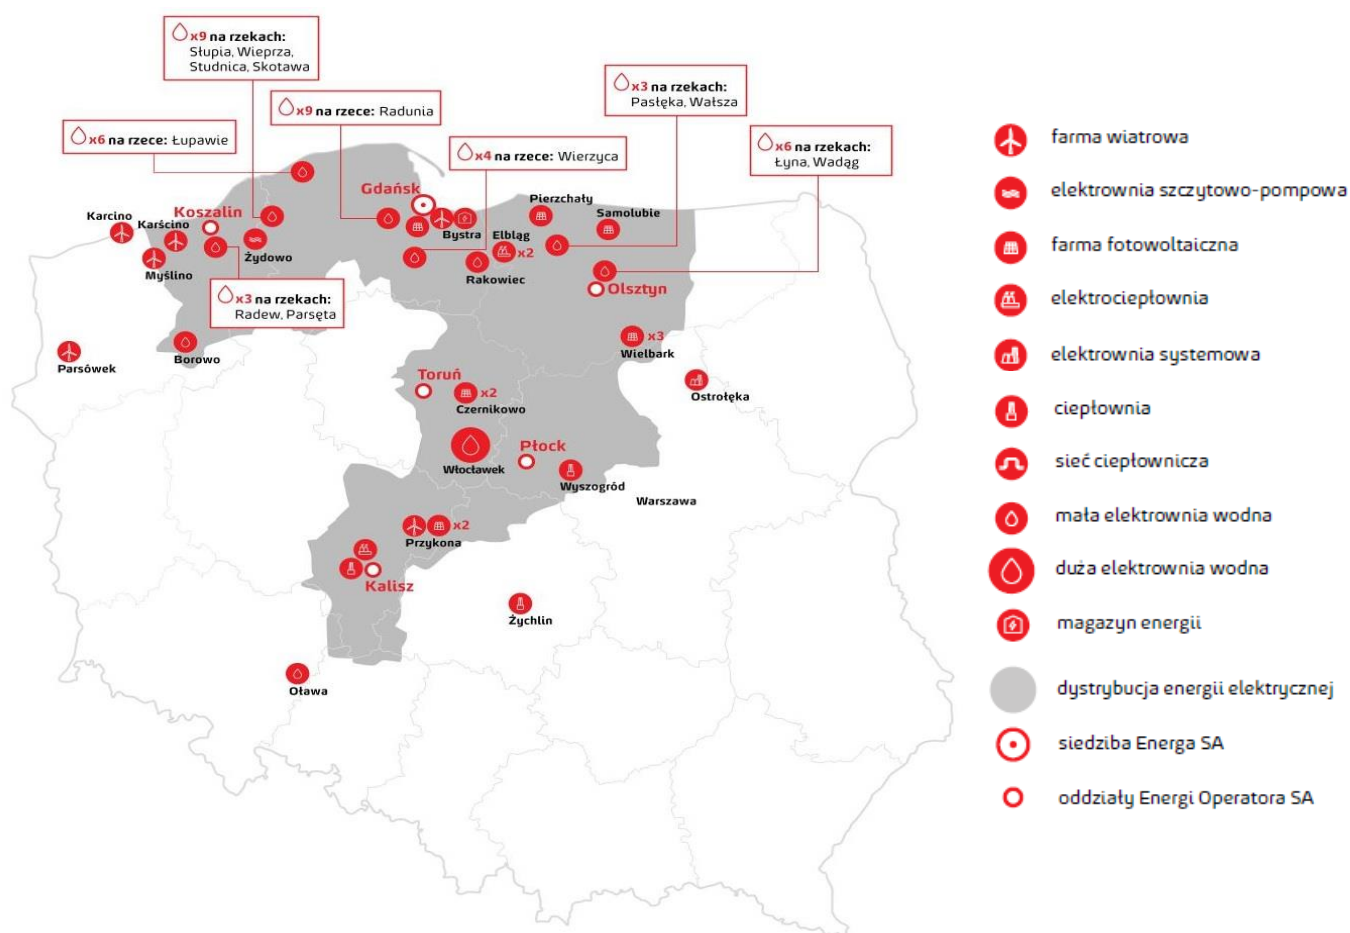 x9 na rzekach:
Słupia, Wieprza,
Studnica, Skotawa
x9 na rzece: Radunia
x3 na rzekach:
Pasłęka, Wałsza
x6 na rzece: Łupawie
x4 na rzece: Wierzyca
x6 na rzekach:
Łyna, Wadąg
Gdańsk
Pierzchały
Samolubie
Karcino
Koszalin
Karścino
Bystra
Elbląg
x2
Żydowo
Myślino
Rakowiec
Olsztyn
x3 na rzekach:
Radew, Parsęta
x3
Wielbark
Borowo
Parsówek
Toruń
x2
Czernikowo
Ostrołęka
Płock
Włocławek
Wyszogród
Warszawa
x2
Przykona
Kalisz
Żychlin
Oława
farma wiatrowa
elektrownia szczytowo-pompowa
farma fotowoltaiczna
elektrociepłownia
elektrownia systemowa
ciepłownia
sieć ciepłownicza
mała elektrownia wodna
duża elektrownia wodna
magazyn energii
dystrybucja energii elektrycznej
siedziba Energa SA
oddziały Energi Operatora SA